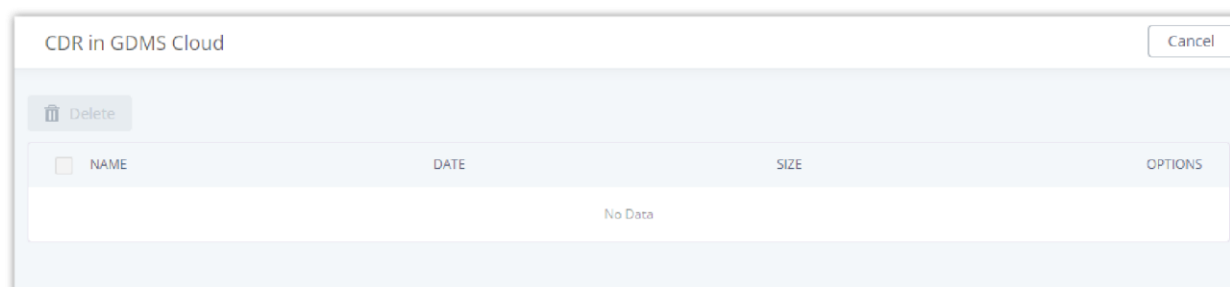 CDR in GDMS Cloud Cancel
Delete
NAME DATE SIZE OPTIONS
No Data